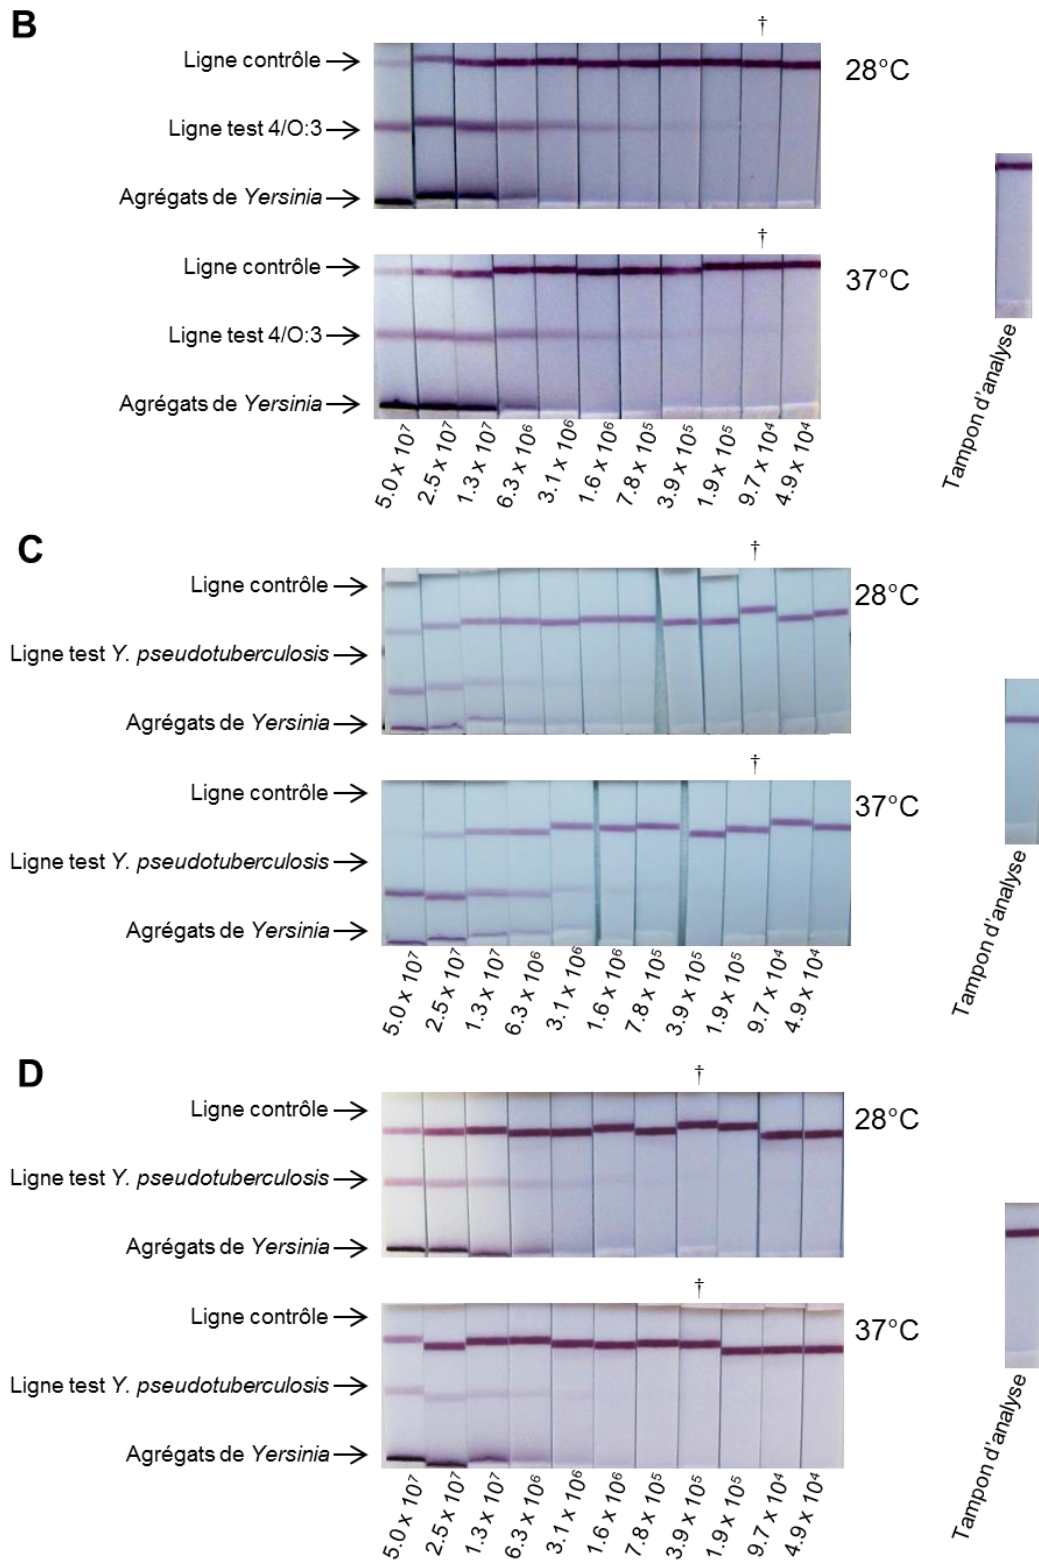 B
†
Ligne contrôle
28°C
Ligne test 4/O:3
Agrégats de Yersinia
†
Ligne contrôle
37°C
Ligne test 4/O:3
Agrégats de Yersinia
5.0 x 10⁷ 2.5 x 10⁷ 1.3 x 10⁷ 6.3 x 10⁶ 3.1 x 10⁶ 1.6 x 10⁶ 7.8 x 10⁵ 3.9 x 10⁵ 1.9 x 10⁵ 9.7 x 10⁴ 4.9 x 10⁴
Tampon d'analyse
C
†
Ligne contrôle
28°C
Ligne test Y. pseudotuberculosis
Agrégats de Yersinia
†
Ligne contrôle
37°C
Ligne test Y. pseudotuberculosis
Agrégats de Yersinia
5.0 x 10⁷ 2.5 x 10⁷ 1.3 x 10⁷ 6.3 x 10⁶ 3.1 x 10⁶ 1.6 x 10⁶ 7.8 x 10⁵ 3.9 x 10⁵ 1.9 x 10⁵ 9.7 x 10⁴ 4.9 x 10⁴
Tampon d'analyse
D
†
Ligne contrôle
28°C
Ligne test Y. pseudotuberculosis
Agrégats de Yersinia
†
Ligne contrôle
37°C
Ligne test Y. pseudotuberculosis
Agrégats de Yersinia
5.0 x 10⁷ 2.5 x 10⁷ 1.3 x 10⁷ 6.3 x 10⁶ 3.1 x 10⁶ 1.6 x 10⁶ 7.8 x 10⁵ 3.9 x 10⁵ 1.9 x 10⁵ 9.7 x 10⁴ 4.9 x 10⁴
Tampon d'analyse